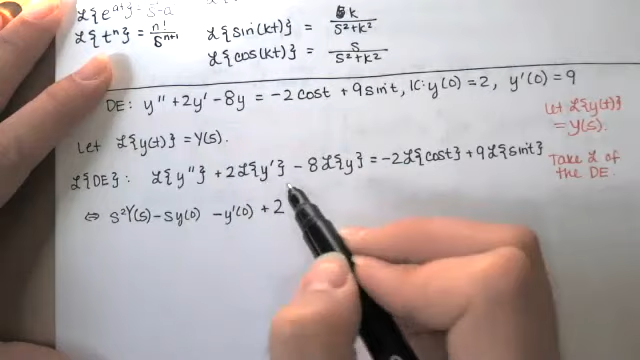 L{e^{at}} = 1/(s-a)
L{t^n} = n!/s^{n+1}
L{sin(kt)} = k/(s²+k²)
L{cos(kt)} = s/(s²+k²)
DE: y'' + 2y' - 8y = -2cost + 9sint, IC: y(0) = 2, y'(0) = 9
Let L{y(t)} = Y(s).
L{DE}: L{y''} + 2L{y'} - 8L{y} = -2L{cost} + 9L{sint}
⇔ s²Y(s) - sy(0) - y'(0) + 2
Let L{y(t)}
= Y(s).
Take L of
the DE.